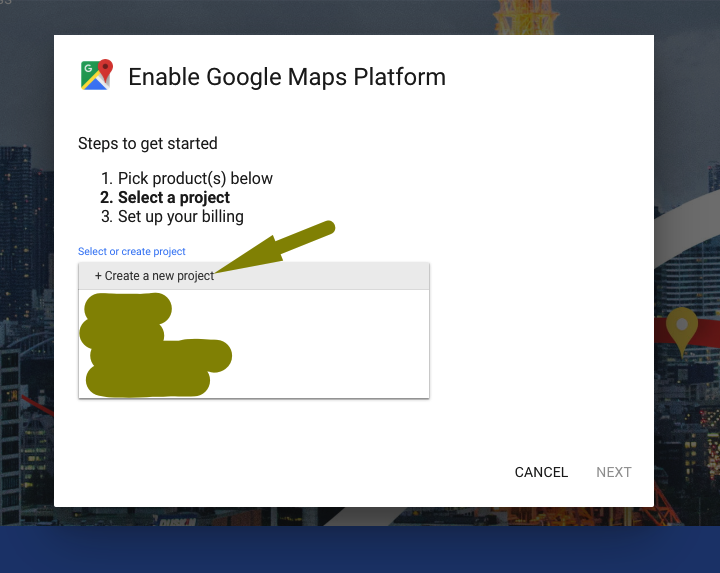 Enable Google Maps Platform
Steps to get started
1. Pick product(s) below
2. Select a project
3. Set up your billing
Select or create project
+ Create a new project
CANCEL NEXT